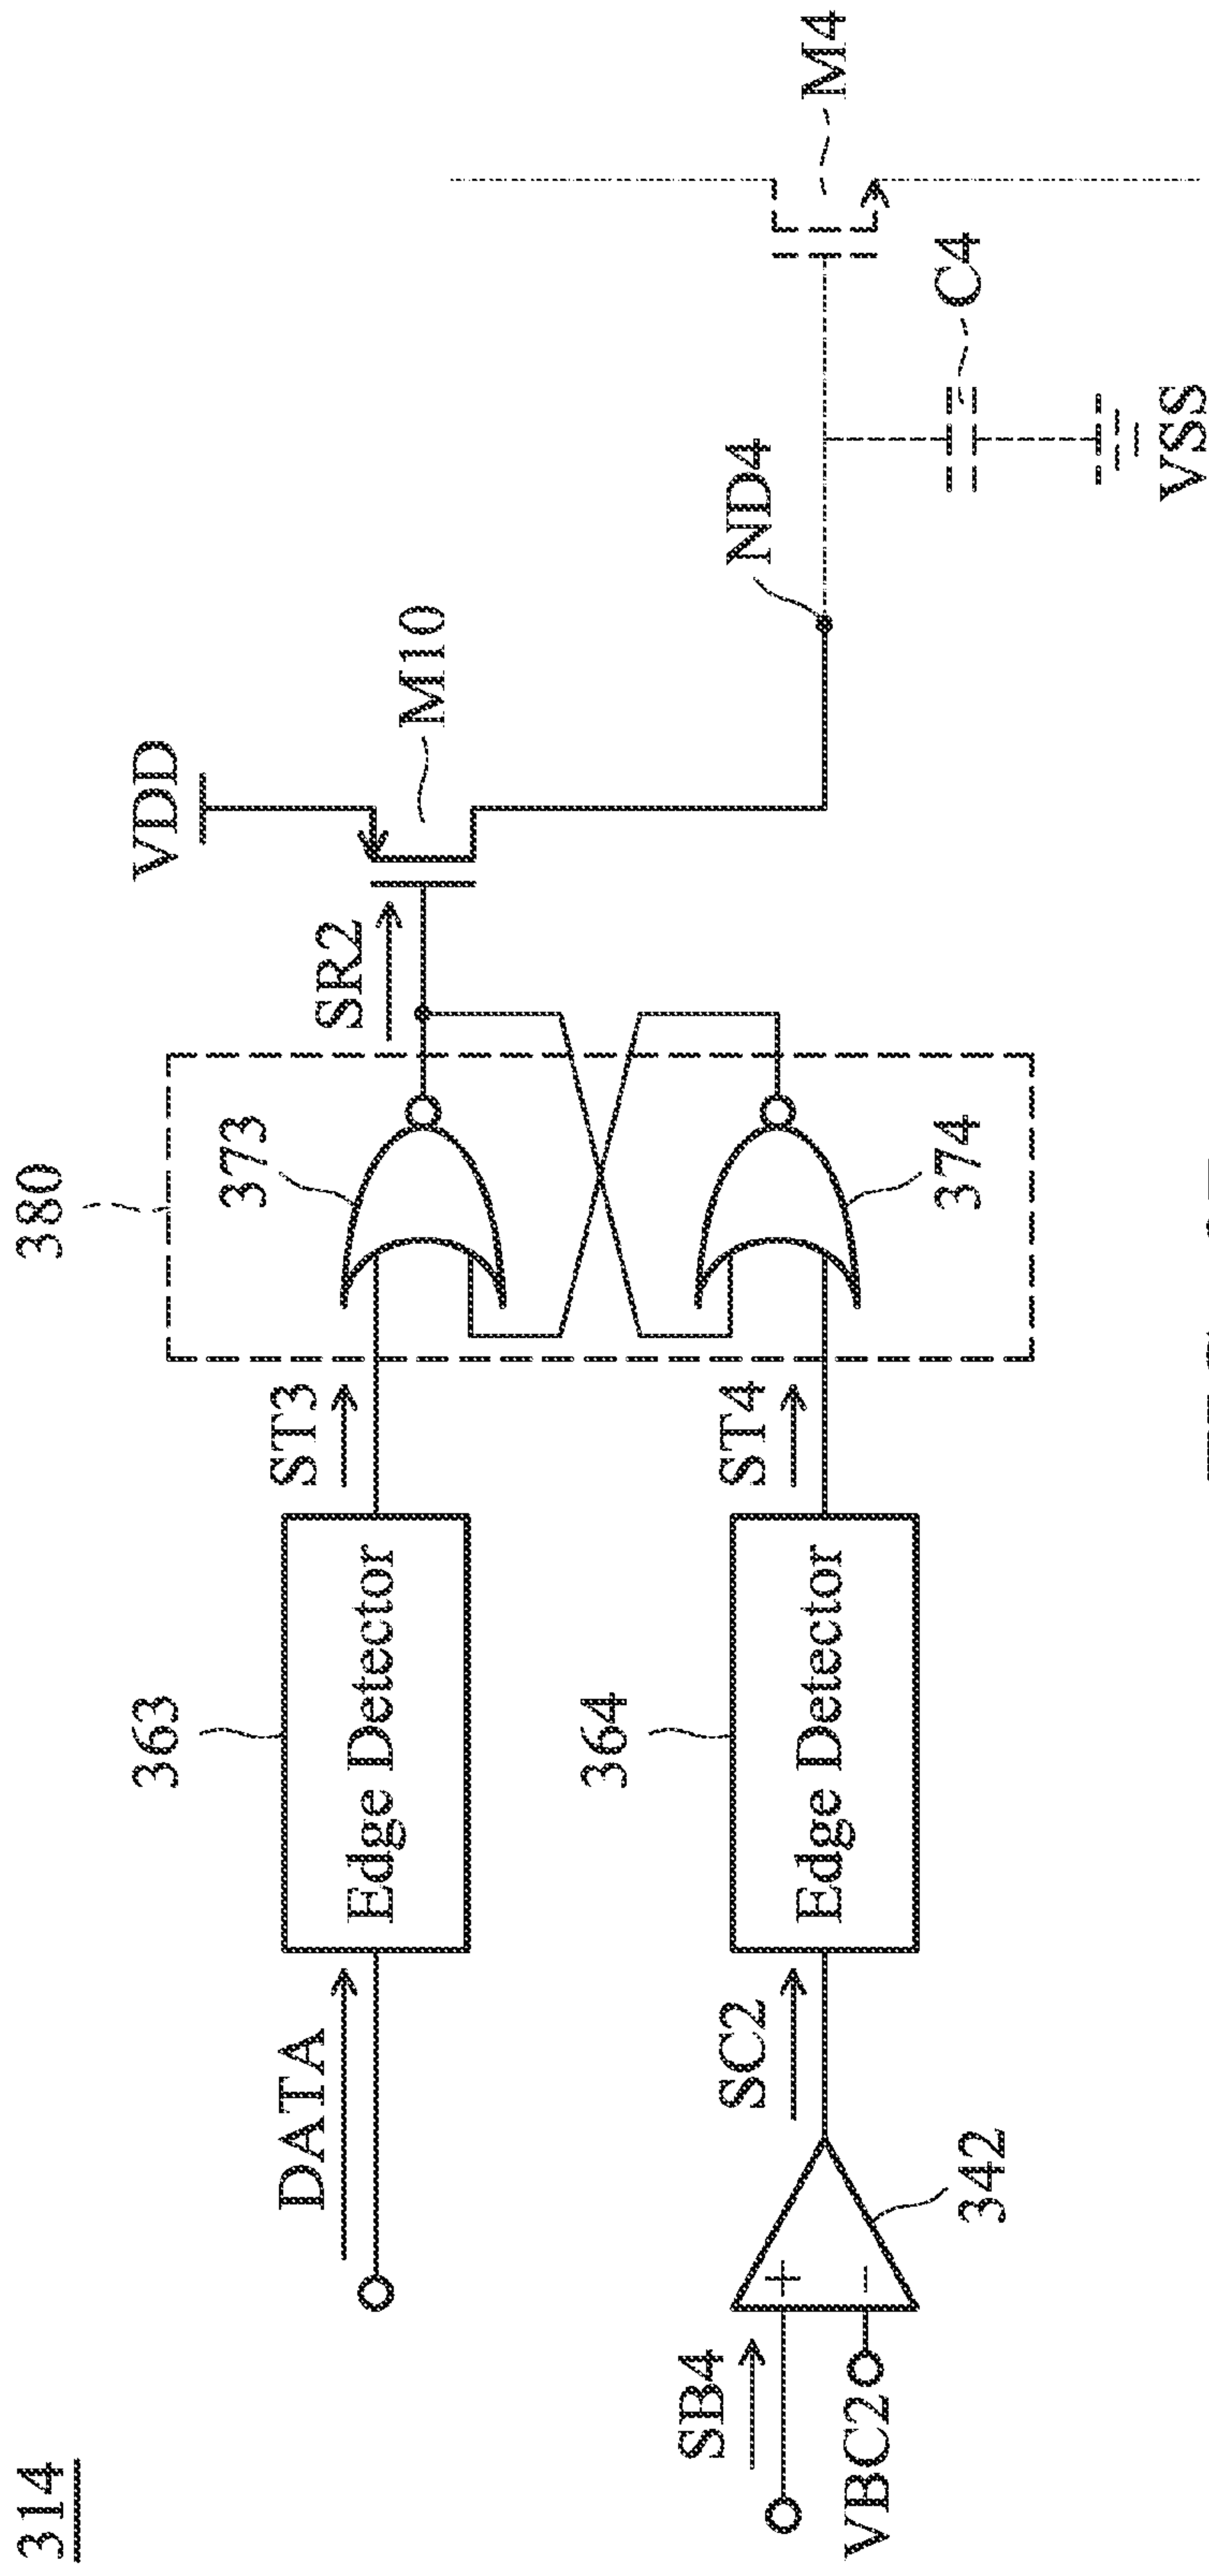 314
380
VDD
M4
363
373
SR2
M10
DATA
Edge Detector
ST3
ND4
C4
364
SB4
SC2
Edge Detector
ST4
374
VBC2
342
VSS